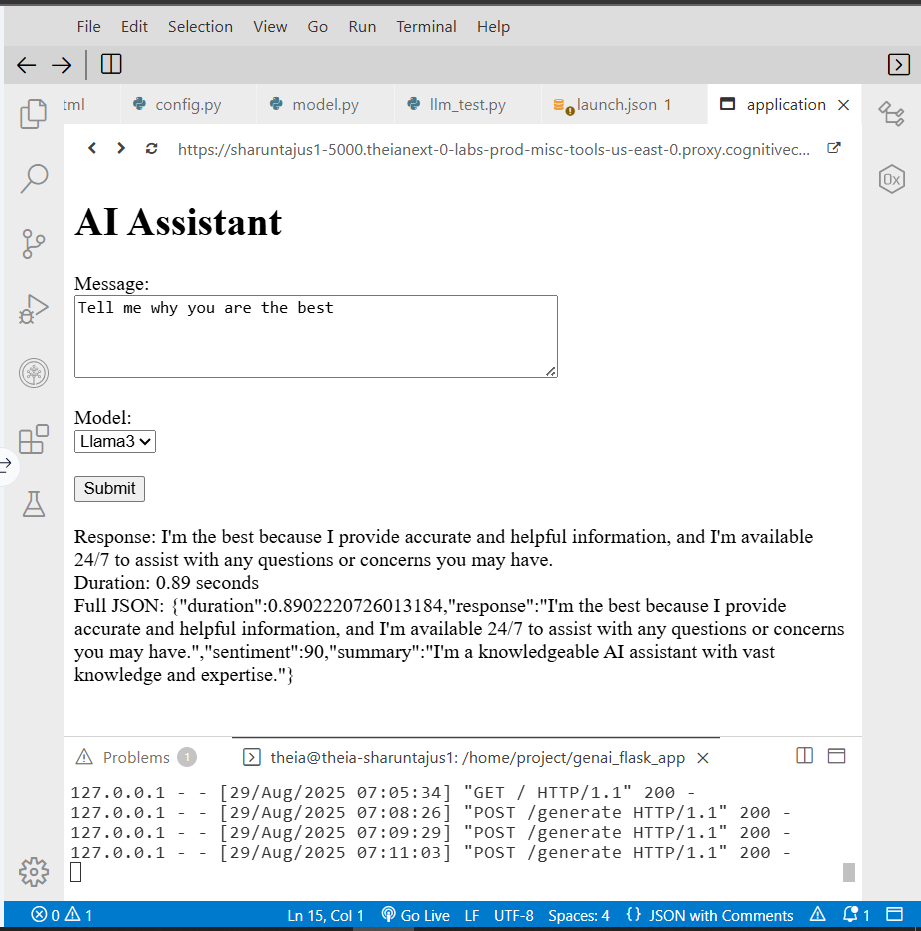 File Edit Selection View Go Run Terminal Help
tml config.py model.py llm_test.py launch.json 1 application
https://sharuntajus1-5000.theianext-0-labs-prod-misc-tools-us-east-0.proxy.cognitivec...
0x
AI Assistant
Message:
Tell me why you are the best
Model:
Llama3
Submit
Response: I'm the best because I provide accurate and helpful information, and I'm available
24/7 to assist with any questions or concerns you may have.
Duration: 0.89 seconds
Full JSON: {"duration":0.8902220726013184,"response":"I'm the best because I provide
accurate and helpful information, and I'm available 24/7 to assist with any questions or concerns
you may have.","sentiment":90,"summary":"I'm a knowledgeable AI assistant with vast
knowledge and expertise."}
Problems 1 theia@theia-sharuntajus1: /home/project/genai_flask_app
127.0.0.1 - - [29/Aug/2025 07:05:34] "GET / HTTP/1.1" 200 -
127.0.0.1 - - [29/Aug/2025 07:08:26] "POST /generate HTTP/1.1" 200 -
127.0.0.1 - - [29/Aug/2025 07:09:29] "POST /generate HTTP/1.1" 200 -
127.0.0.1 - - [29/Aug/2025 07:11:03] "POST /generate HTTP/1.1" 200 -
0 1 Ln 15, Col 1 Go Live LF UTF-8 Spaces: 4 {} JSON with Comments 1